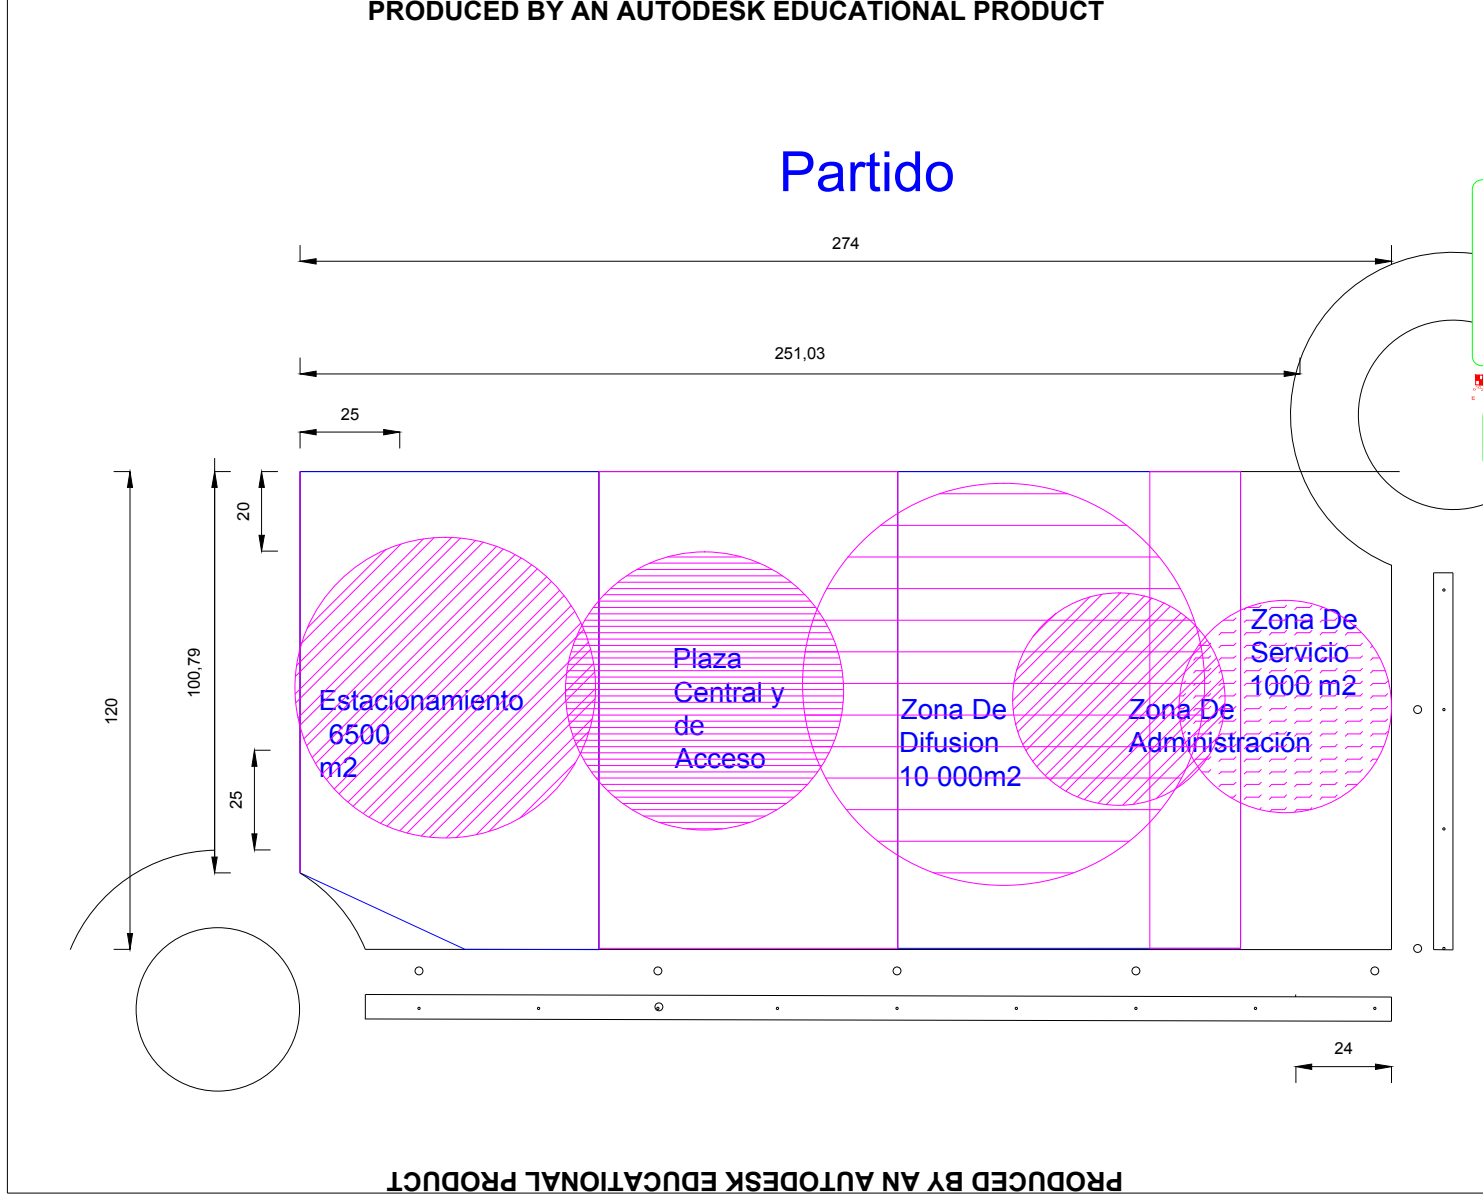 PRODUCED BY AN AUTODESK EDUCATIONAL PRODUCT
Partido
274
251,03
25
20
100,79
120
25
Estacionamiento
6500
m2
Plaza
Central y
de
Acceso
Zona De
Difusion
10 000m2
Zona De
Administración
Zona De
Servicio
1000 m2
24
PRODUCED BY AN AUTODESK EDUCATIONAL PRODUCT